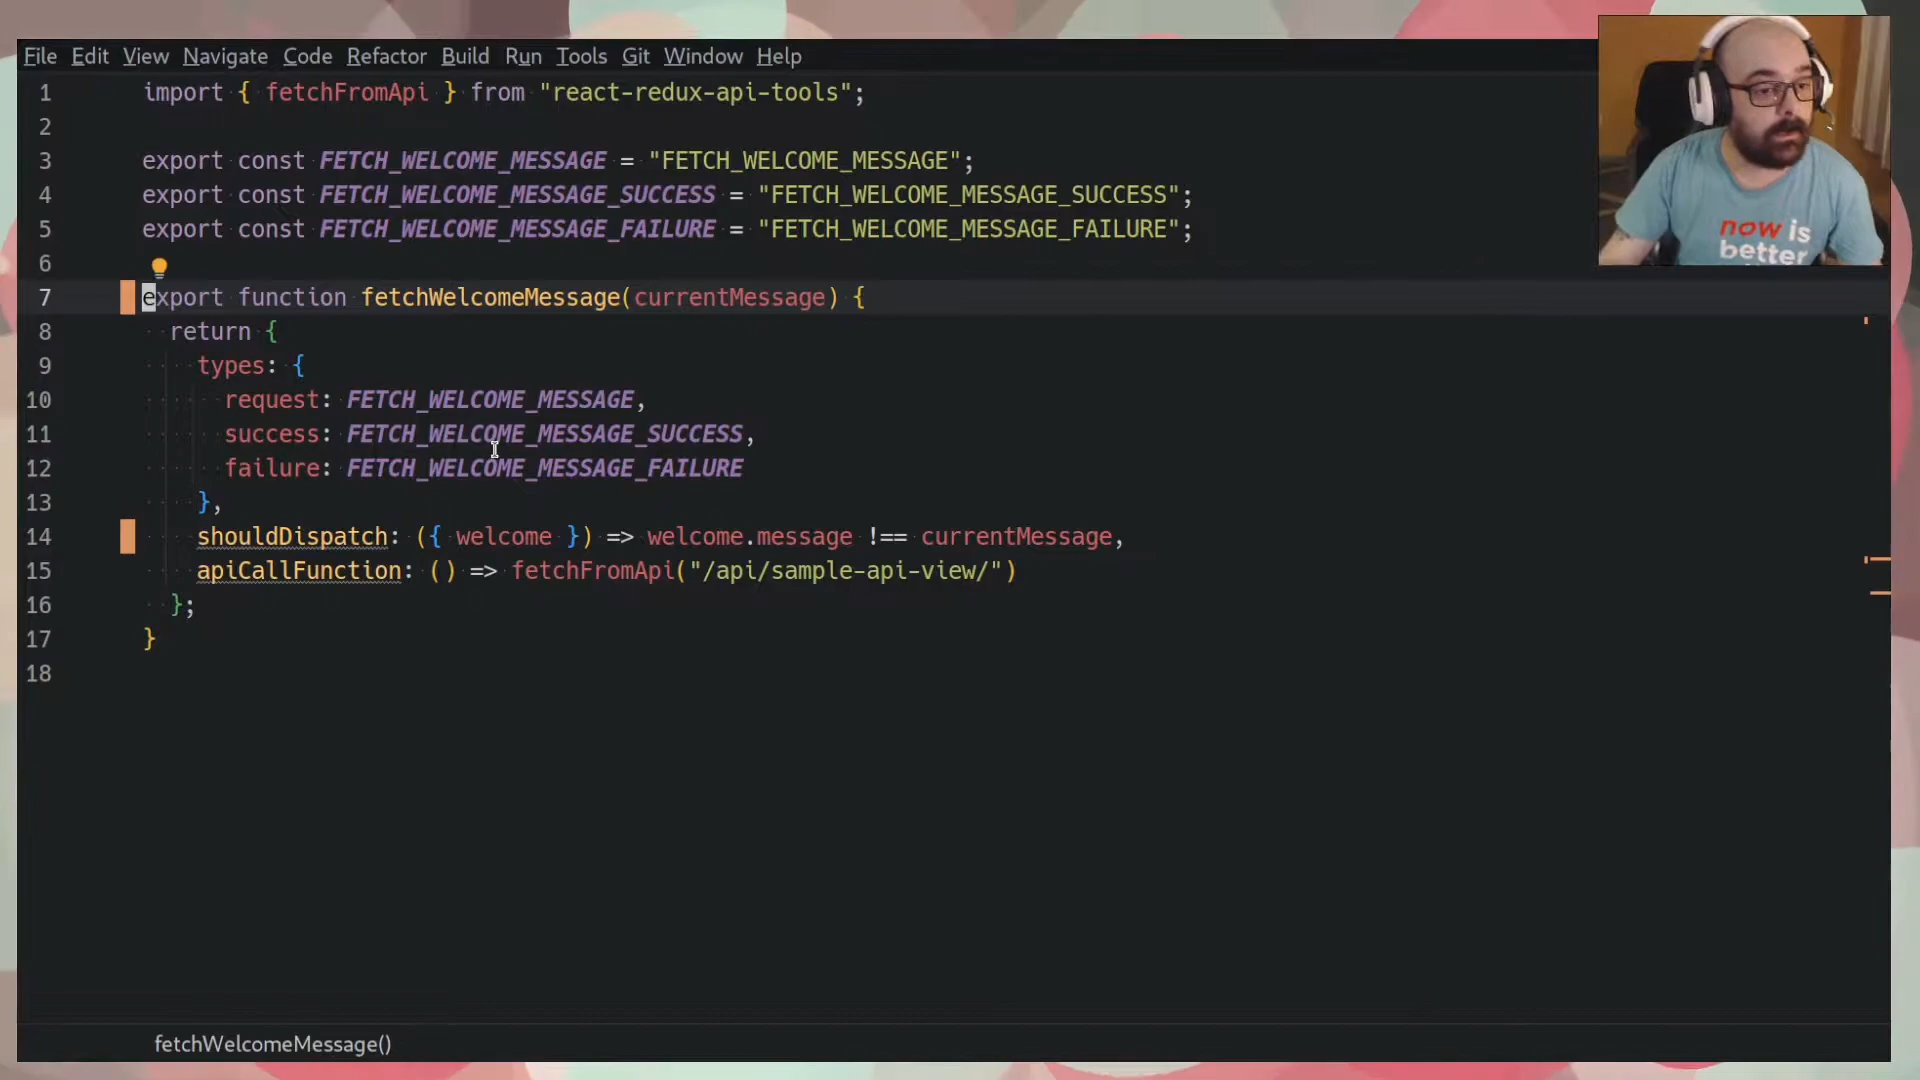 File Edit View Navigate Code Refactor Build Run Tools Git Window Help
1 import { fetchFromApi } from "react-redux-api-tools";
2
3 export const FETCH_WELCOME_MESSAGE = "FETCH_WELCOME_MESSAGE";
4 export const FETCH_WELCOME_MESSAGE_SUCCESS = "FETCH_WELCOME_MESSAGE_SUCCESS";
5 export const FETCH_WELCOME_MESSAGE_FAILURE = "FETCH_WELCOME_MESSAGE_FAILURE";
6
7 export function fetchWelcomeMessage(currentMessage) {
8 return {
9 types: {
10 request: FETCH_WELCOME_MESSAGE,
11 success: FETCH_WELCOME_MESSAGE_SUCCESS,
12 failure: FETCH_WELCOME_MESSAGE_FAILURE
13 },
14 shouldDispatch: ({ welcome }) => welcome.message !== currentMessage,
15 apiCallFunction: () => fetchFromApi("/api/sample-api-view/")
16 };
17 }
18
fetchWelcomeMessage()
now is
better